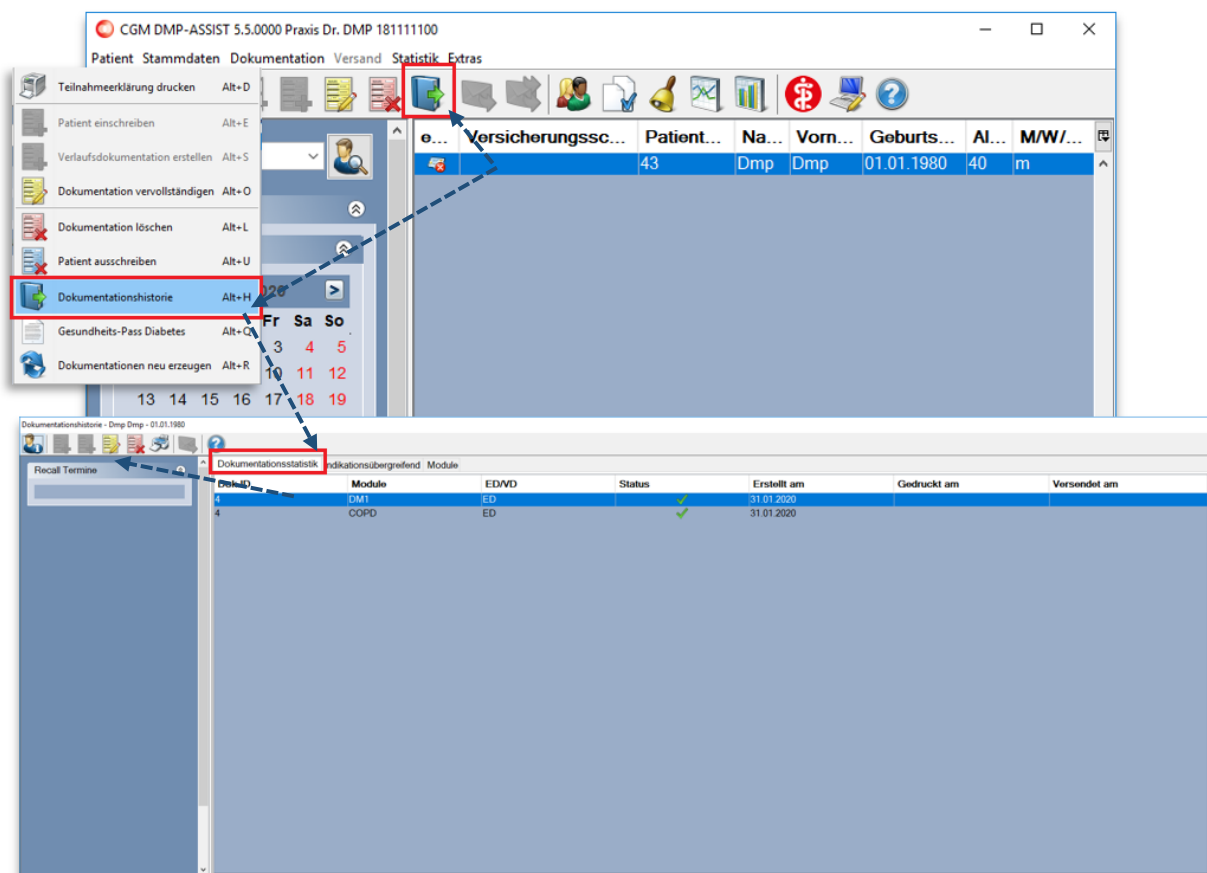 CGM DMP-ASSIST 5.5.0000 Praxis Dr. DMP 181111100
Patient Stammdaten Dokumentation Versand Statistik Extras
Teilnahmeerklärung drucken Alt+D
Patient einschreiben Alt+E
Verlaufsdokumentation erstellen Alt+S
Dokumentation vervollständigen Alt+O
Dokumentation löschen Alt+L
Patient ausschreiben Alt+U
Dokumentationshistorie Alt+H
Gesundheits-Pass Diabetes Alt+Q
Dokumentationen neu erzeugen Alt+R
e... Versicherungssc... Patient... Na... Vorn... Geburts... Al... M/W/...
43 Dmp Dmp 01.01.1980 40 m
Fr Sa So
3 4 5
10 11 12
13 14 15 16 17 18 19
Dokumentationshistorie - Dmp Dmp - 01.01.1980
Recall Termine
Dokumentationsstatistik Indikationsübergreifend Module
Dok-ID Module ED/VD Status Erstellt am Gedruckt am Versendet am
4 DM1 ED 31.01.2020
4 COPD ED 31.01.2020